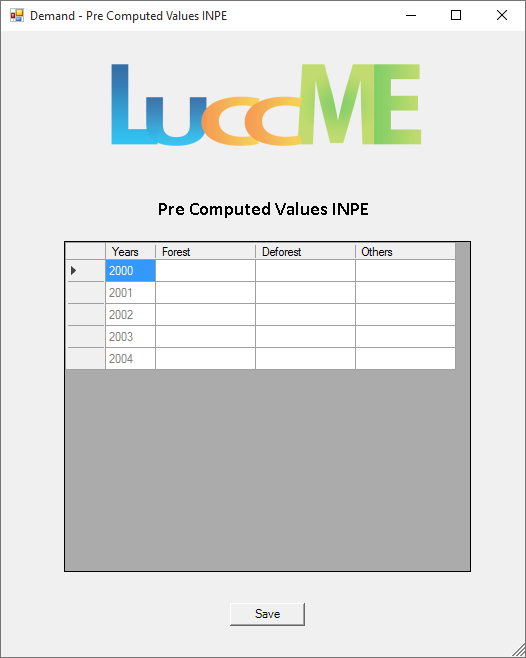 Demand - Pre Computed Values INPE
LuccME
Pre Computed Values INPE
Years Forest Deforest Others
2000
2001
2002
2003
2004
Save